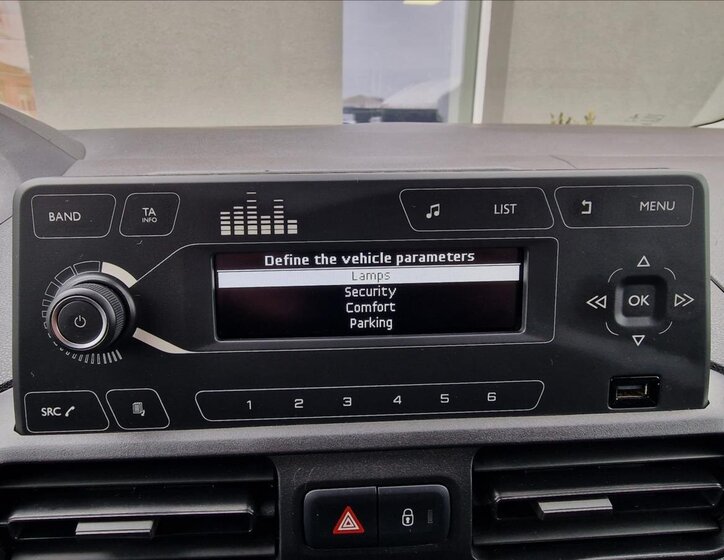 BAND
TA
INFO
LIST
MENU
Define the vehicle parameters
Lamps
Security
Comfort
Parking
OK
SRC
1 2 3 4 5 6